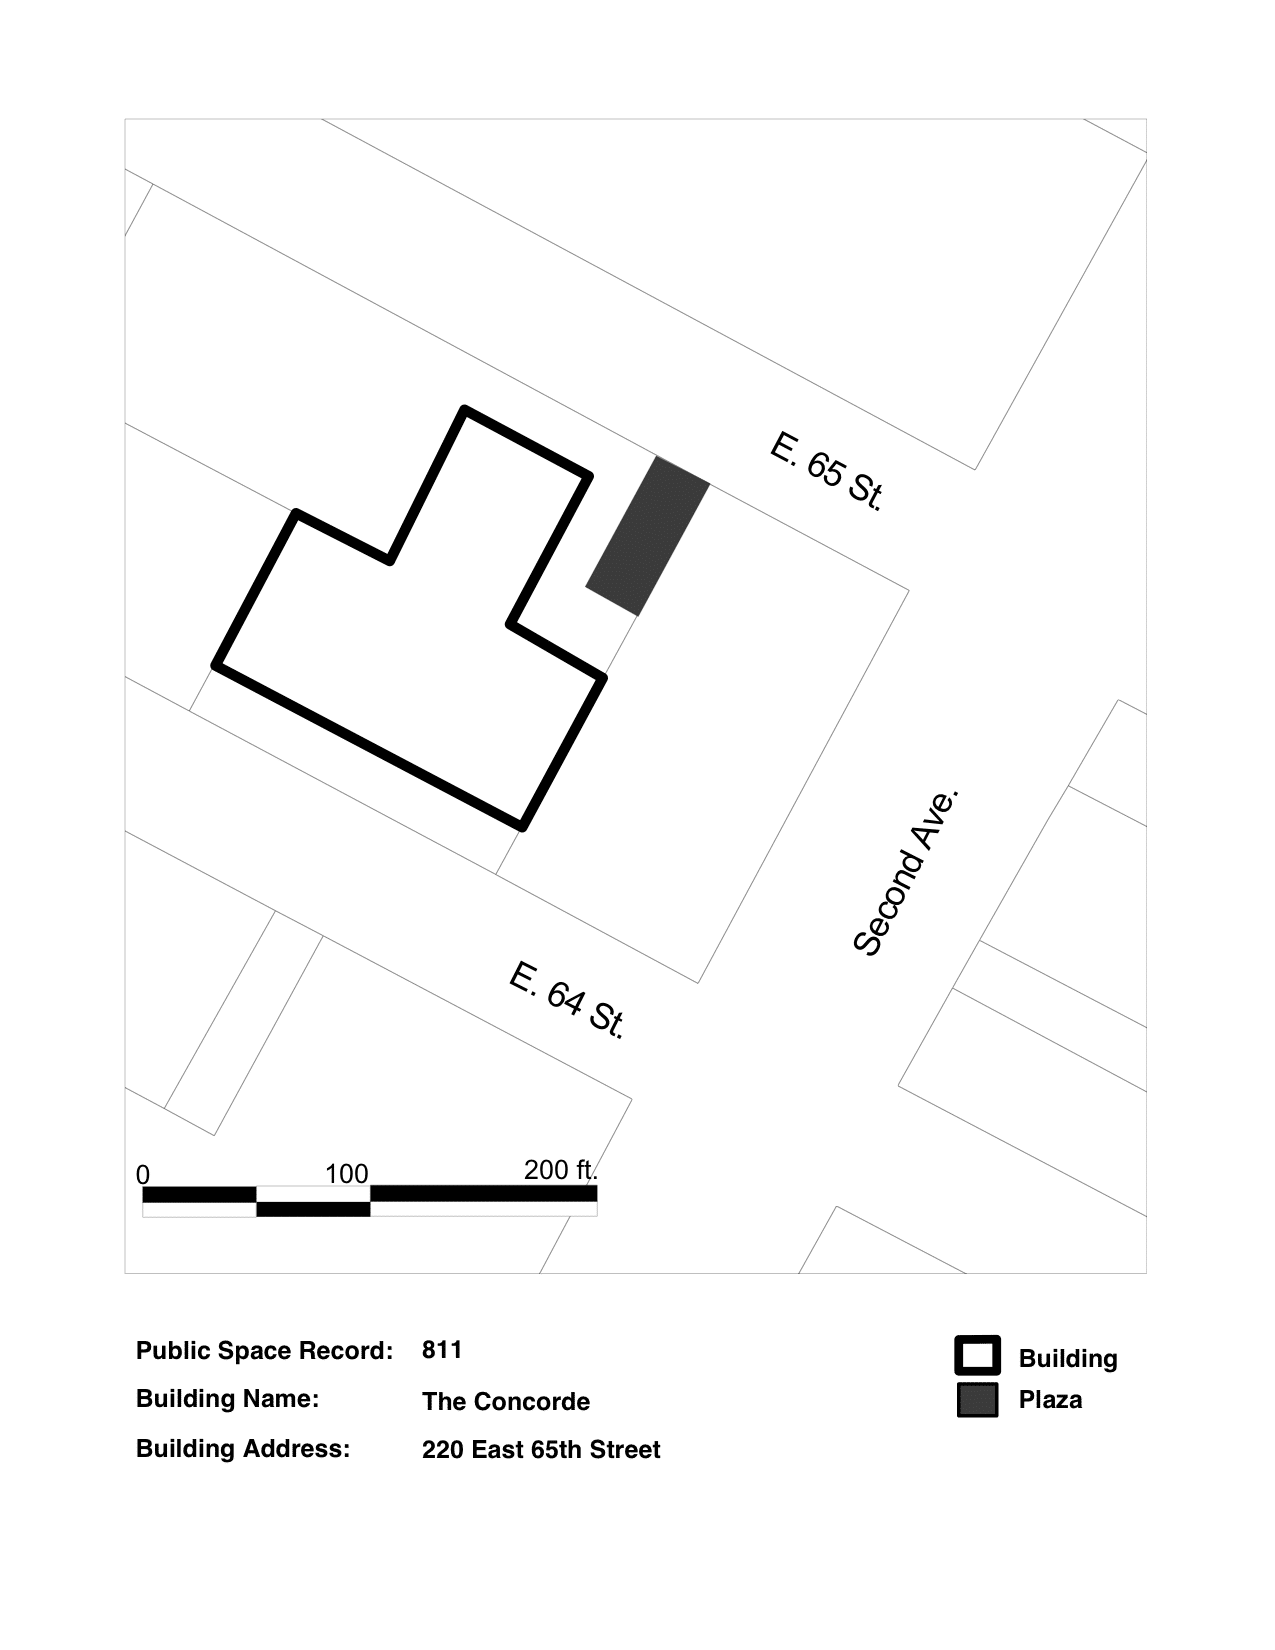 E. 65 St.
Second Ave.
E. 64 St.
0 100 200 ft.
Public Space Record: 811
Building Name: The Concorde
Building Address: 220 East 65th Street
Building
Plaza